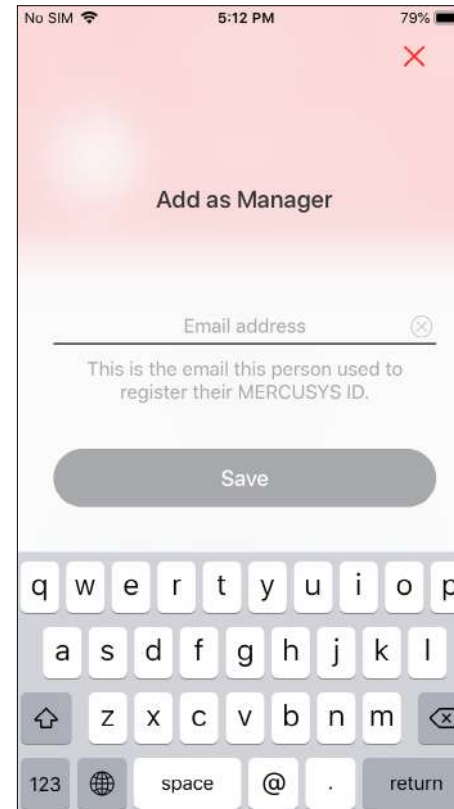 No SIM 5:12 PM 79%
Add as Manager
Email address
This is the email this person used to
register their MERCUSYS ID.
Save
q w e r t y u i o p
a s d f g h j k l
z x c v b n m
123 space @ . return